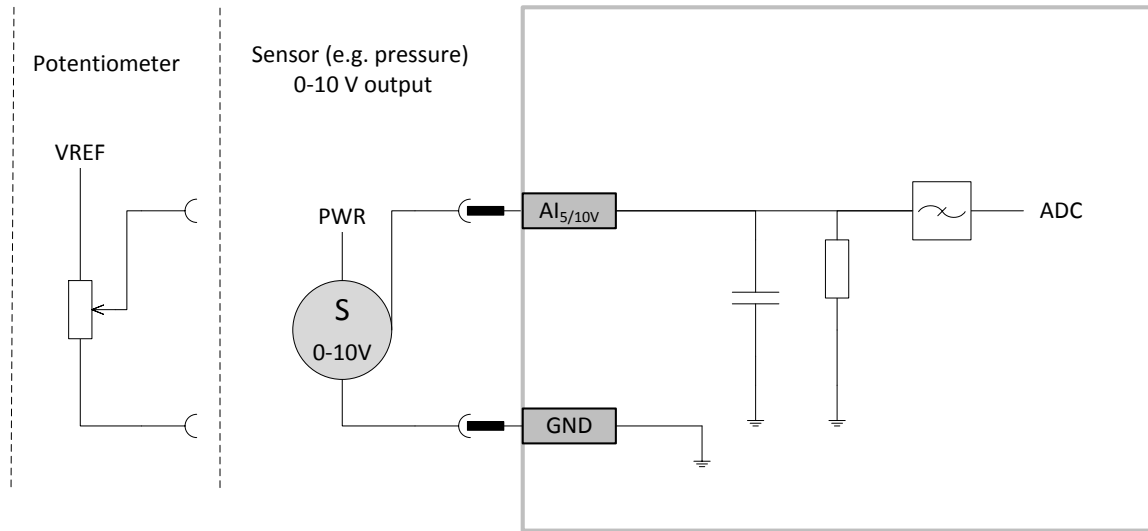 Potentiometer
Sensor (e.g. pressure)
0-10 V output
VREF
PWR
S
0-10V
AI5/10V
GND
ADC